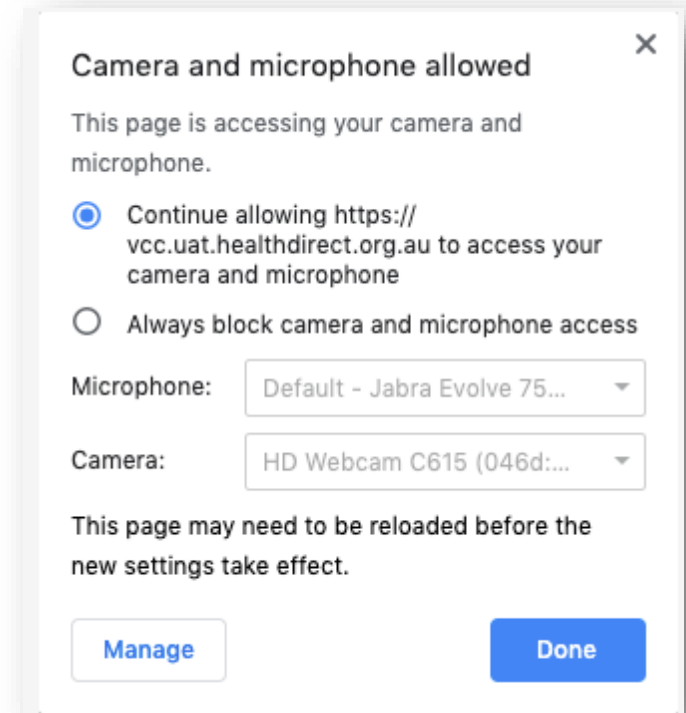 Camera and microphone allowed
This page is accessing your camera and
microphone.
Continue allowing https://
vcc.uat.healthdirect.org.au to access your
camera and microphone
Always block camera and microphone access
Microphone: Default - Jabra Evolve 75...
Camera: HD Webcam C615 (046d:...
This page may need to be reloaded before the
new settings take effect.
Manage Done